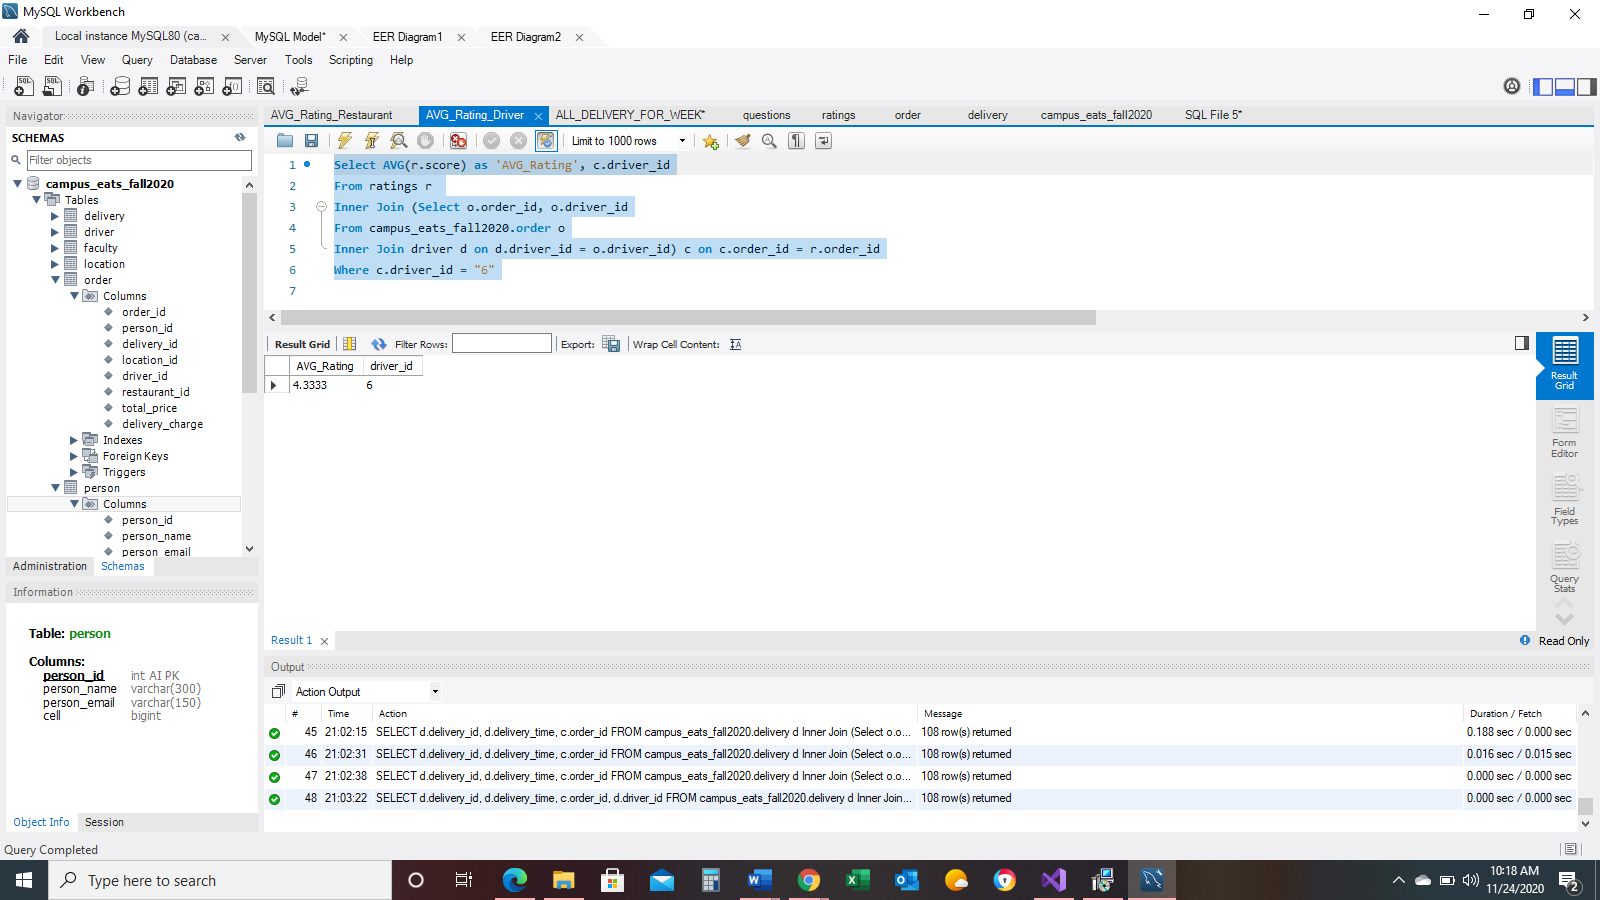 MySQL Workbench
Local instance MySQL80 (ca... MySQL Model* EER Diagram1 EER Diagram2
File Edit View Query Database Server Tools Scripting Help
Navigator
SCHEMAS
Filter objects
campus_eats_fall2020
Tables
delivery
driver
faculty
location
order
Columns
order_id
person_id
delivery_id
location_id
driver_id
restaurant_id
total_price
delivery_charge
Indexes
Foreign Keys
Triggers
person
Columns
person_id
person_name
person_email
Administration Schemas
Information
Table: person
Columns:
person_id int AI PK
person_name varchar(300)
person_email varchar(150)
cell bigint
Object Info Session
Query Completed
AVG_Rating_Restaurant AVG_Rating_Driver ALL_DELIVERY_FOR_WEEK* questions ratings order delivery campus_eats_fall2020 SQL File 5*
Limit to 1000 rows
1 Select AVG(r.score) as 'AVG_Rating', c.driver_id
2 From ratings r
3 Inner Join (Select o.order_id, o.driver_id
4 From campus_eats_fall2020.order o
5 Inner Join driver d on d.driver_id = o.driver_id) c on c.order_id = r.order_id
6 Where c.driver_id = "6"
7
Result Grid Filter Rows: Export: Wrap Cell Content:
AVG_Rating driver_id
4.3333 6
Result Grid
Form Editor
Field Types
Query Stats
Result 1
Read Only
Output
Action Output
# Time Action Message Duration / Fetch
45 21:02:15 SELECT d.delivery_id, d.delivery_time, c.order_id FROM campus_eats_fall2020.delivery d Inner Join (Select o.o... 108 row(s) returned 0.188 sec / 0.000 sec
46 21:02:31 SELECT d.delivery_id, d.delivery_time, c.order_id FROM campus_eats_fall2020.delivery d Inner Join (Select o.o... 108 row(s) returned 0.016 sec / 0.015 sec
47 21:02:38 SELECT d.delivery_id, d.delivery_time, c.order_id FROM campus_eats_fall2020.delivery d Inner Join (Select o.o... 108 row(s) returned 0.000 sec / 0.000 sec
48 21:03:22 SELECT d.delivery_id, d.delivery_time, c.order_id, d.driver_id FROM campus_eats_fall2020.delivery d Inner Join... 108 row(s) returned 0.000 sec / 0.000 sec
Type here to search
10:18 AM
11/24/2020
2